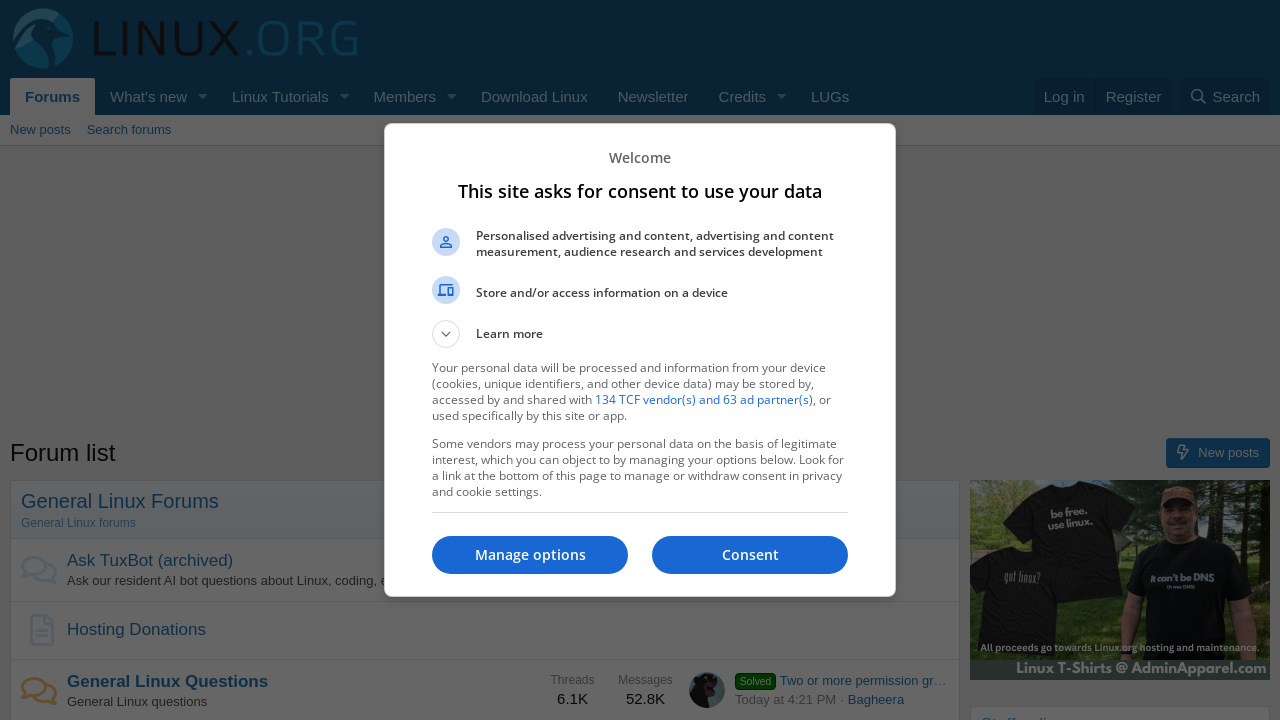 LINUX.ORG
Forums
What's new
Linux Tutorials
Members
Download Linux
Newsletter
Credits
LUGs
Log in
Register
Search
New posts
Search forums
Welcome
This site asks for consent to use your data
Personalised advertising and content, advertising and content
measurement, audience research and services development
Store and/or access information on a device
Learn more
Your personal data will be processed and information from your device
(cookies, unique identifiers, and other device data) may be stored by,
accessed by and shared with 134 TCF vendor(s) and 63 ad partner(s), or
used specifically by this site or app.
Some vendors may process your personal data on the basis of legitimate
interest, which you can object to by managing your options below. Look for
a link at the bottom of this page to manage or withdraw consent in privacy
and cookie settings.
Manage options
Consent
Forum list
New posts
General Linux Forums
General Linux forums
Ask TuxBot (archived)
Ask our resident AI bot questions about Linux, coding,
Hosting Donations
General Linux Questions
General Linux questions
Threads
6.1K
Messages
52.8K
Solved Two or more permission gr...
Today at 4:21 PM · Bagheera
be free.
use linux.
got linux?
it can't be DNS
(it was DNS)
All proceeds go towards Linux.org hosting and maintenance.
Linux T-Shirts @ AdminApparel.com